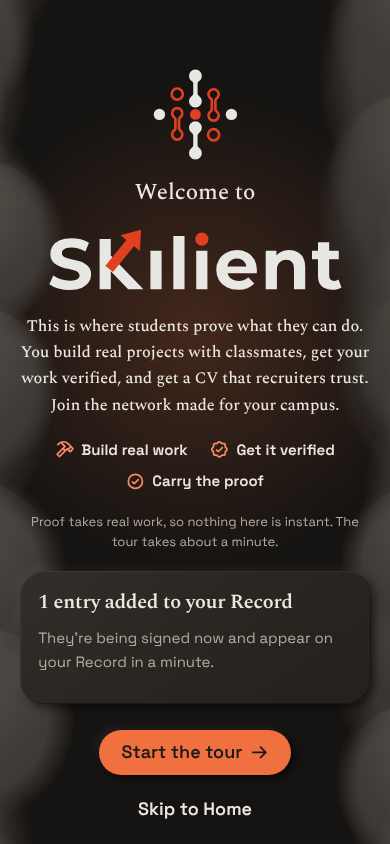 Welcome to
SKilient
This is where students prove what they can do.
You build real projects with classmates, get your
work verified, and get a CV that recruiters trust.
Join the network made for your campus.
Build real work
Get it verified
Carry the proof
Proof takes real work, so nothing here is instant. The
tour takes about a minute.
1 entry added to your Record
They're being signed now and appear on
your Record in a minute.
Start the tour →
Skip to Home